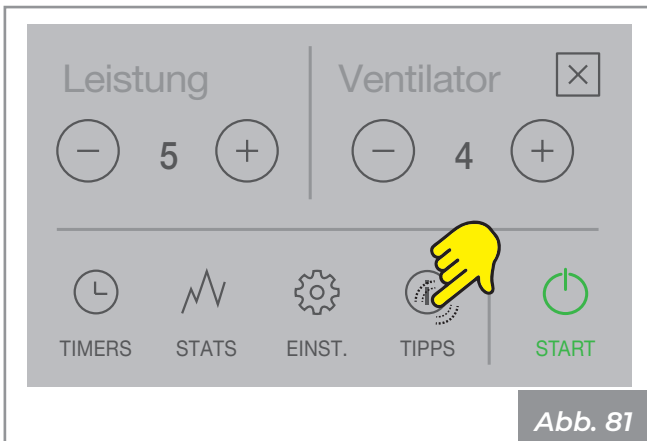 Leistung Ventilator
5 4
TIMERS STATS EINST. TIPPS START
Abb. 81